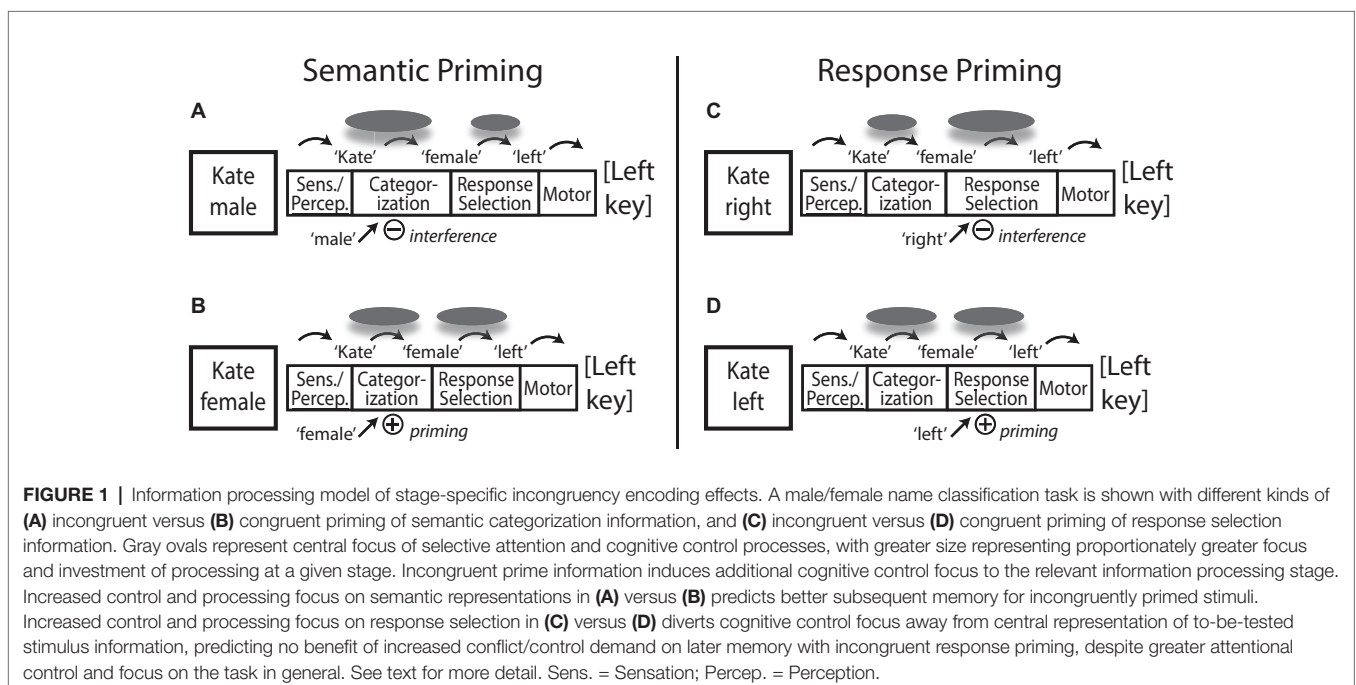 Semantic Priming
Response Priming
A
'Kate'
'female'
'left'
Kate
male
Sens./
Percep.
Categor-
ization
Response
Selection
Motor
[Left
key]
'male'
interference
B
'Kate'
'female'
'left'
Kate
female
Sens./
Percep.
Categor-
ization
Response
Selection
Motor
[Left
key]
'female'
priming
C
'Kate'
'female'
'left'
Kate
right
Sens./
Percep.
Categor-
ization
Response
Selection
Motor
[Left
key]
'right'
interference
D
'Kate'
'female'
'left'
Kate
left
Sens./
Percep.
Categor-
ization
Response
Selection
Motor
[Left
key]
'left'
priming
FIGURE 1 | Information processing model of stage-specific incongruency encoding effects. A male/female name classification task is shown with different kinds of
(A) incongruent versus (B) congruent priming of semantic categorization information, and (C) incongruent versus (D) congruent priming of response selection
information. Gray ovals represent central focus of selective attention and cognitive control processes, with greater size representing proportionately greater focus
and investment of processing at a given stage. Incongruent prime information induces additional cognitive control focus to the relevant information processing stage.
Increased control and processing focus on semantic representations in (A) versus (B) predicts better subsequent memory for incongruently primed stimuli.
Increased control and processing focus on response selection in (C) versus (D) diverts cognitive control focus away from central representation of to-be-tested
stimulus information, predicting no benefit of increased conflict/control demand on later memory with incongruent response priming, despite greater attentional
control and focus on the task in general. See text for more detail. Sens. = Sensation; Percep. = Perception.